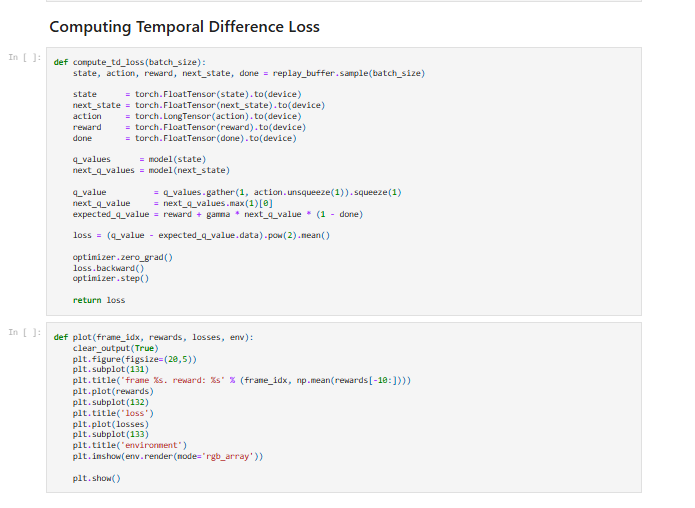 Computing Temporal Difference Loss
In [ ]:
def compute_td_loss(batch_size):
    state, action, reward, next_state, done = replay_buffer.sample(batch_size)
    state      = torch.FloatTensor(state).to(device)
    next_state = torch.FloatTensor(next_state).to(device)
    action     = torch.LongTensor(action).to(device)
    reward     = torch.FloatTensor(reward).to(device)
    done       = torch.FloatTensor(done).to(device)
    q_values      = model(state)
    next_q_values = model(next_state)
    q_value          = q_values.gather(1, action.unsqueeze(1)).squeeze(1)
    next_q_value     = next_q_values.max(1)[0]
    expected_q_value = reward + gamma * next_q_value * (1 - done)
    loss = (q_value - expected_q_value.data).pow(2).mean()
    optimizer.zero_grad()
    loss.backward()
    optimizer.step()
    return loss
In [ ]:
def plot(frame_idx, rewards, losses, env):
    clear_output(True)
    plt.figure(figsize=(20,5))
    plt.subplot(131)
    plt.title('frame %s. reward: %s' % (frame_idx, np.mean(rewards[-10:])))
    plt.plot(rewards)
    plt.subplot(132)
    plt.title('loss')
    plt.plot(losses)
    plt.subplot(133)
    plt.title('environment')
    plt.imshow(env.render(mode='rgb_array'))
    plt.show()